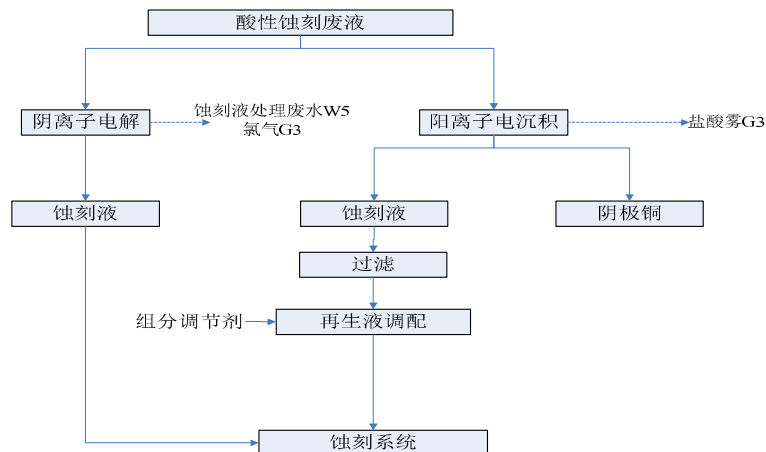 酸性蚀刻废液
阴离子电解
蚀刻液处理废水W5
氯气G3
阳离子电沉积
盐酸雾G3
蚀刻液
蚀刻液
阴极铜
过滤
组分调节剂
再生液调配
蚀刻系统